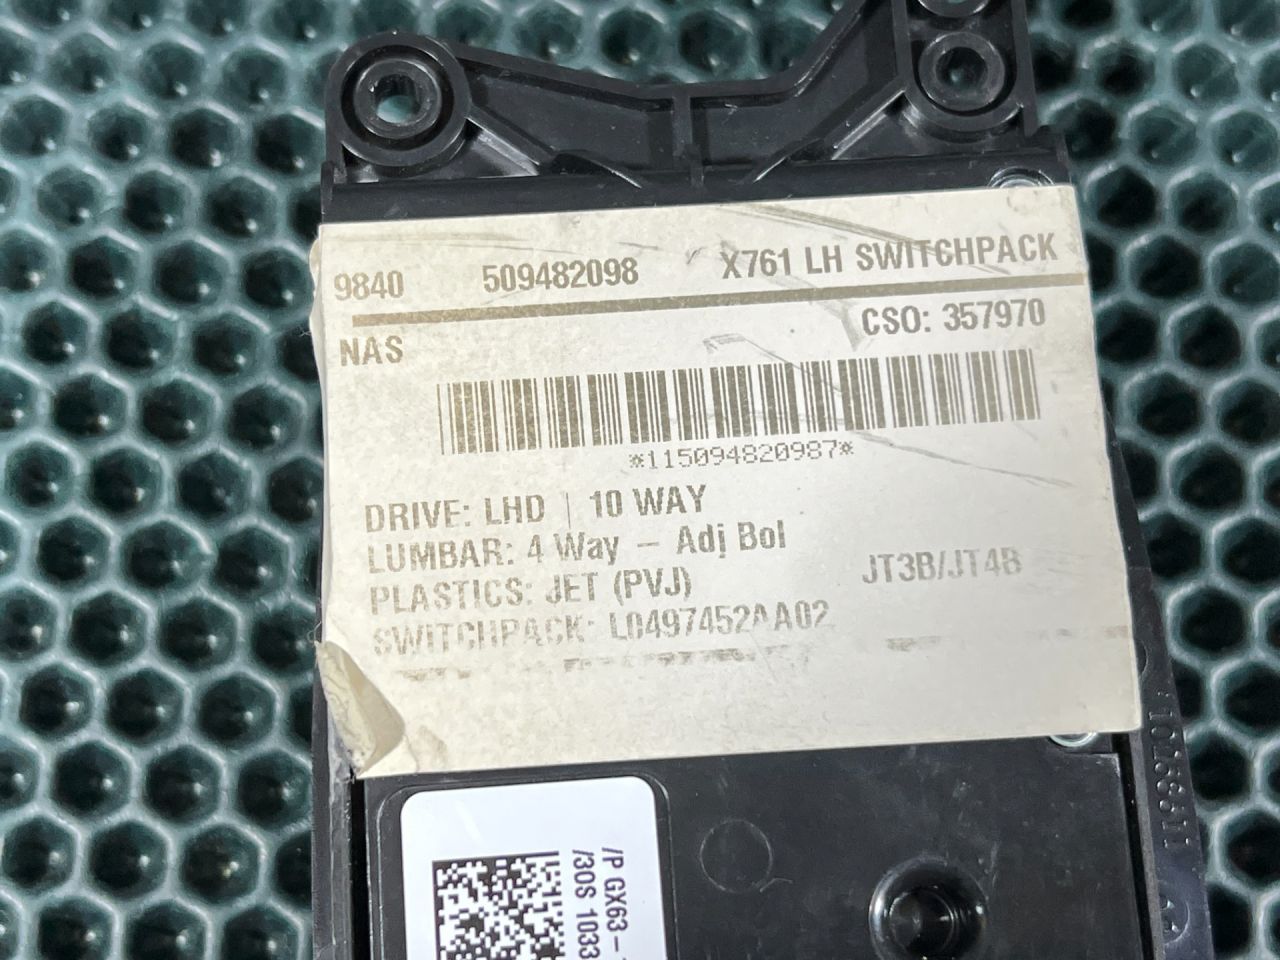 9840 509482098 X761 LH SWITCHPACK
NAS CSO: 357970
*115094820987*
DRIVE: LHD | 10 WAY
LUMBAR: 4 Way – Adj Bol
PLASTICS: JET (PVJ) JT3B/JT4B
SWITCHPACK: L0497452AA02
/P GX63 -
/30S 1033